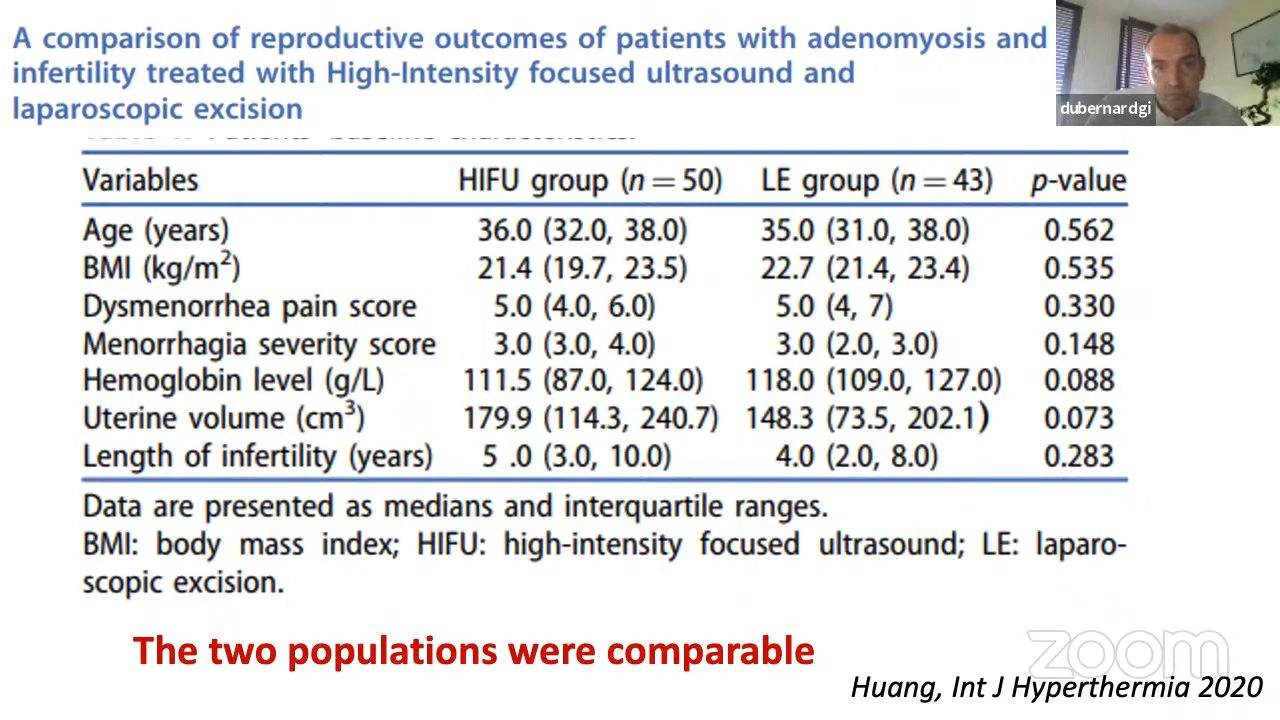 A comparison of reproductive outcomes of patients with adenomyosis and
infertility treated with High-Intensity focused ultrasound and
laparoscopic excision
dubernardgi
Variables HIFU group (n = 50) LE group (n = 43) p-value
Age (years) 36.0 (32.0, 38.0) 35.0 (31.0, 38.0) 0.562
BMI (kg/m²) 21.4 (19.7, 23.5) 22.7 (21.4, 23.4) 0.535
Dysmenorrhea pain score 5.0 (4.0, 6.0) 5.0 (4, 7) 0.330
Menorrhagia severity score 3.0 (3.0, 4.0) 3.0 (2.0, 3.0) 0.148
Hemoglobin level (g/L) 111.5 (87.0, 124.0) 118.0 (109.0, 127.0) 0.088
Uterine volume (cm³) 179.9 (114.3, 240.7) 148.3 (73.5, 202.1) 0.073
Length of infertility (years) 5 .0 (3.0, 10.0) 4.0 (2.0, 8.0) 0.283
Data are presented as medians and interquartile ranges.
BMI: body mass index; HIFU: high-intensity focused ultrasound; LE: laparo-
scopic excision.
The two populations were comparable
zoom
Huang, Int J Hyperthermia 2020